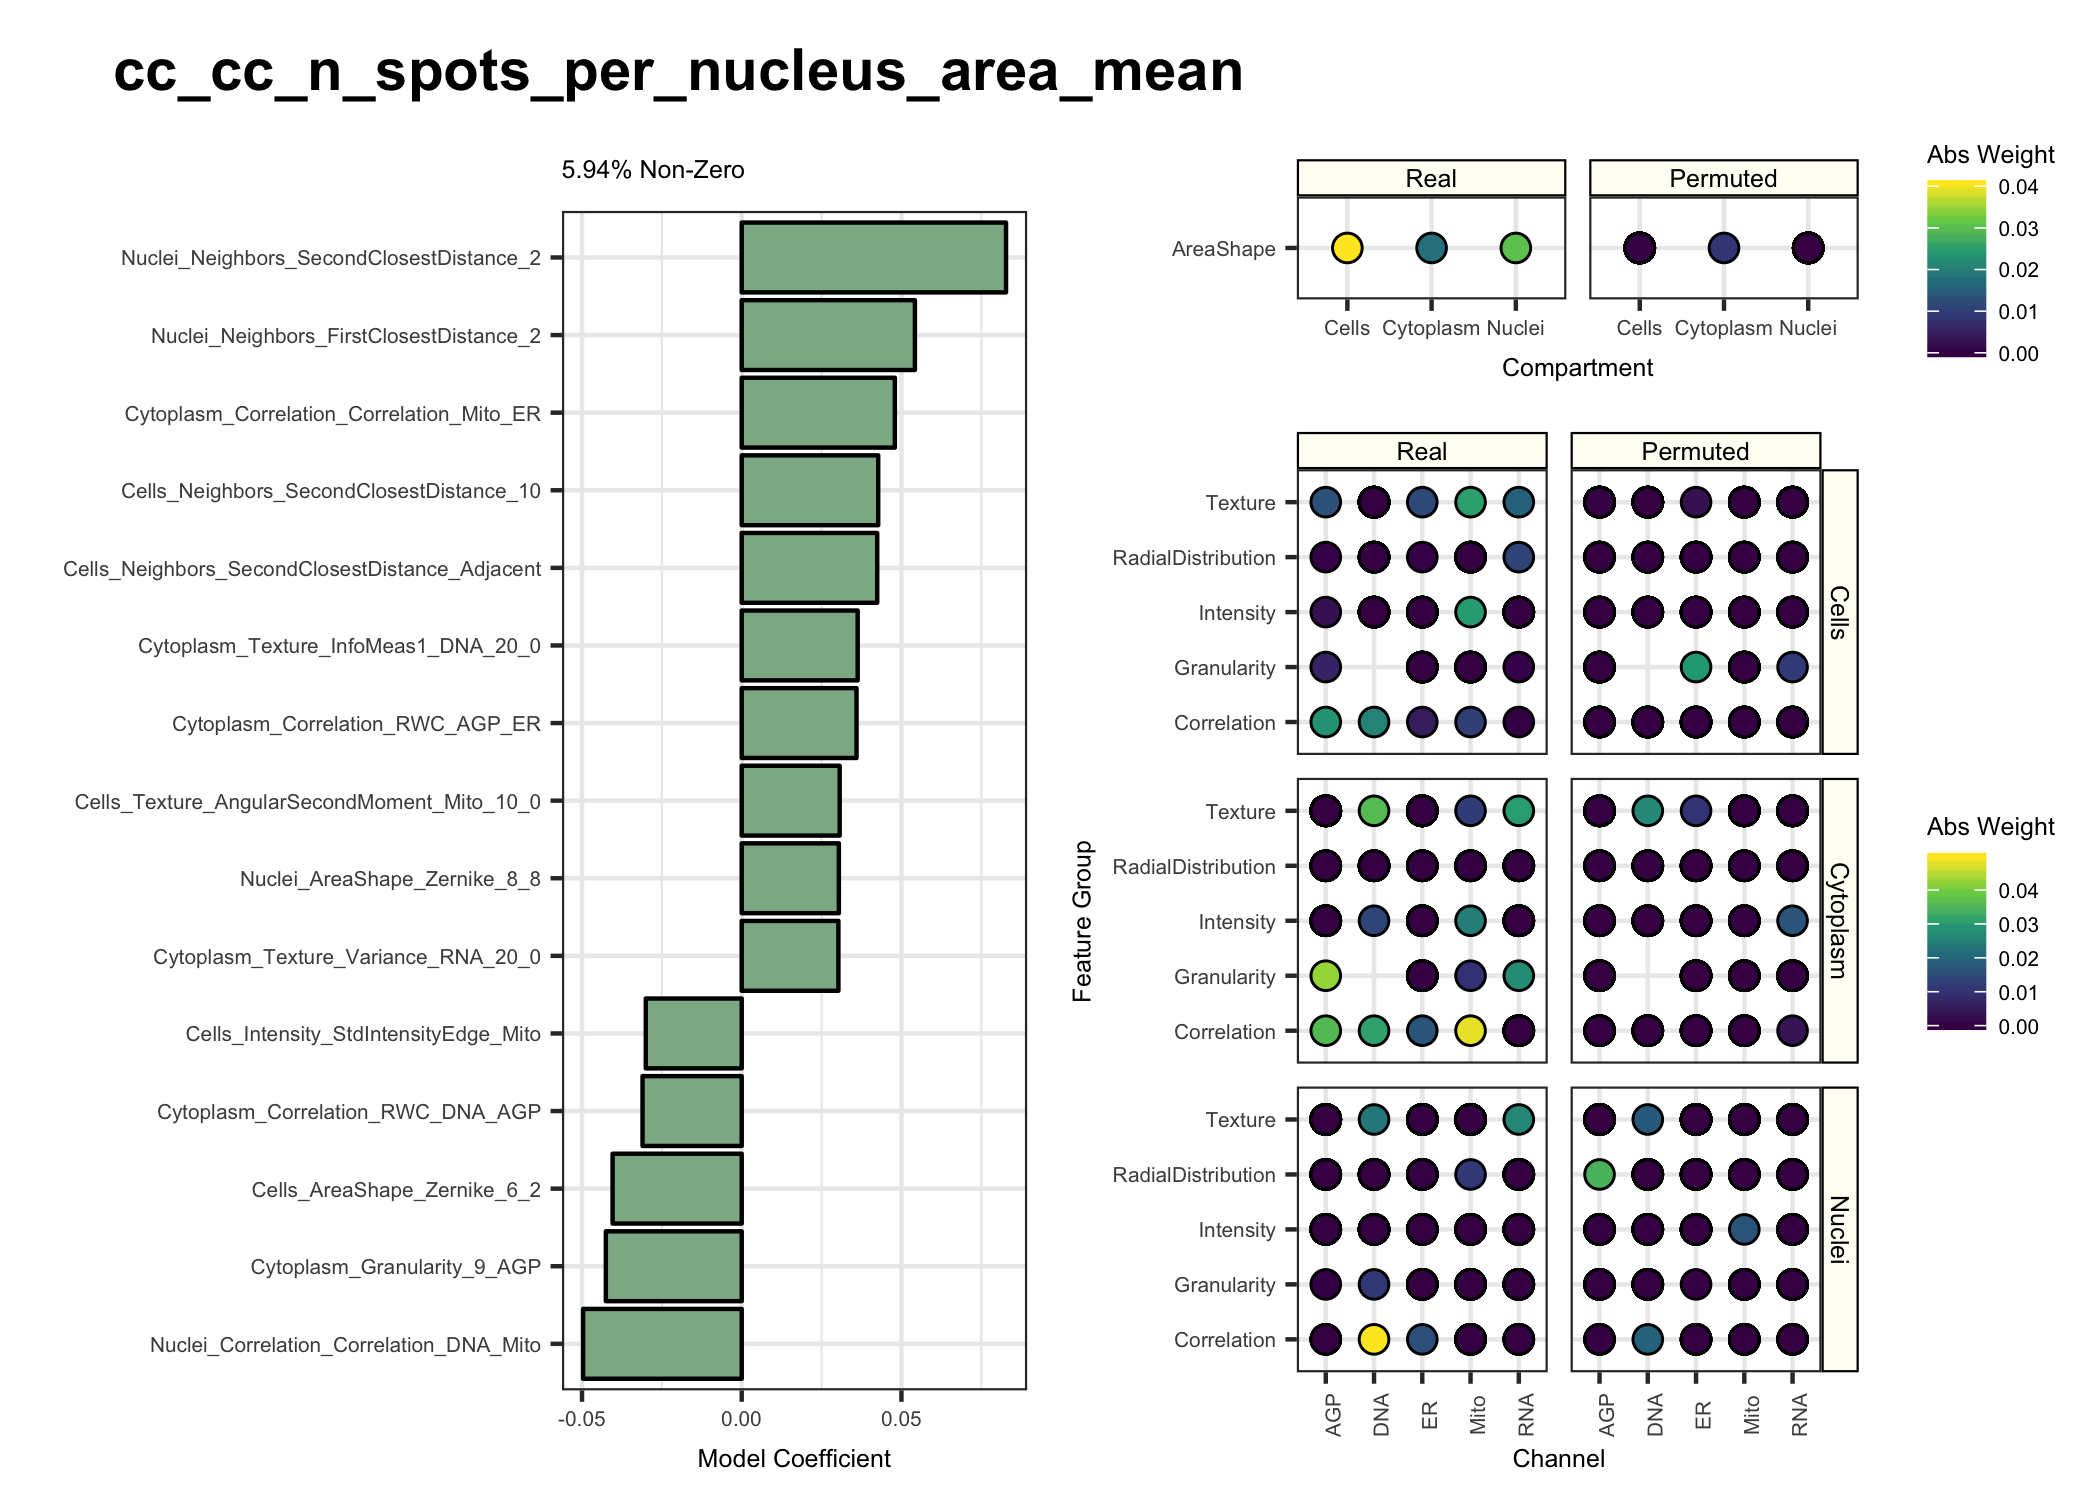 cc_cc_n_spots_per_nucleus_area_mean
5.94% Non-Zero
Nuclei_Neighbors_SecondClosestDistance_2
Nuclei_Neighbors_FirstClosestDistance_2
Cytoplasm_Correlation_Correlation_Mito_ER
Cells_Neighbors_SecondClosestDistance_10
Cells_Neighbors_SecondClosestDistance_Adjacent
Cytoplasm_Texture_InfoMeas1_DNA_20_0
Cytoplasm_Correlation_RWC_AGP_ER
Cells_Texture_AngularSecondMoment_Mito_10_0
Nuclei_AreaShape_Zernike_8_8
Cytoplasm_Texture_Variance_RNA_20_0
Cells_Intensity_StdIntensityEdge_Mito
Cytoplasm_Correlation_RWC_DNA_AGP
Cells_AreaShape_Zernike_6_2
Cytoplasm_Granularity_9_AGP
Nuclei_Correlation_Correlation_DNA_Mito
-0.05 0.00 0.05
Model Coefficient
Real Permuted
AreaShape
Cells Cytoplasm Nuclei Cells Cytoplasm Nuclei
Compartment
Abs Weight
0.04
0.03
0.02
0.01
0.00
Real Permuted
Feature Group
Texture
RadialDistribution
Intensity
Granularity
Correlation
Cells
Texture
RadialDistribution
Intensity
Granularity
Correlation
Cytoplasm
Texture
RadialDistribution
Intensity
Granularity
Correlation
Nuclei
AGP DNA ER Mito RNA AGP DNA ER Mito RNA
Channel
Abs Weight
0.04
0.03
0.02
0.01
0.00